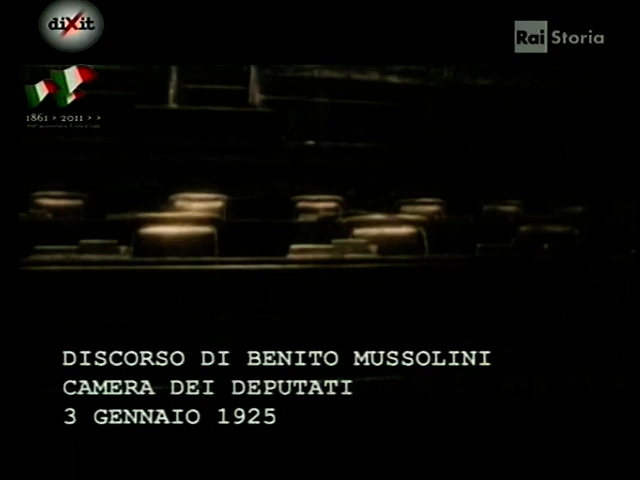 diXit
Rai Storia
1861 > 2011 > >
DISCORSO DI BENITO MUSSOLINI
CAMERA DEI DEPUTATI
3 GENNAIO 1925